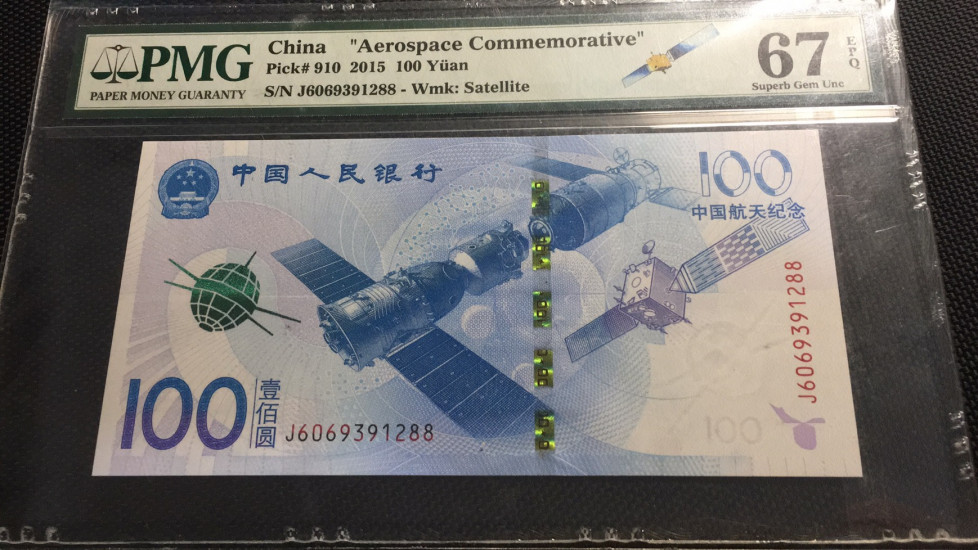 PMG
PAPER MONEY GUARANTY
China "Aerospace Commemorative"
Pick# 910 2015 100 Yüan
S/N J6069391288 - Wmk: Satellite
67
EPQ
Superb Gem Unc
中国人民银行
100
中国航天纪念
J6069391288
100
壹佰圆
J6069391288
100